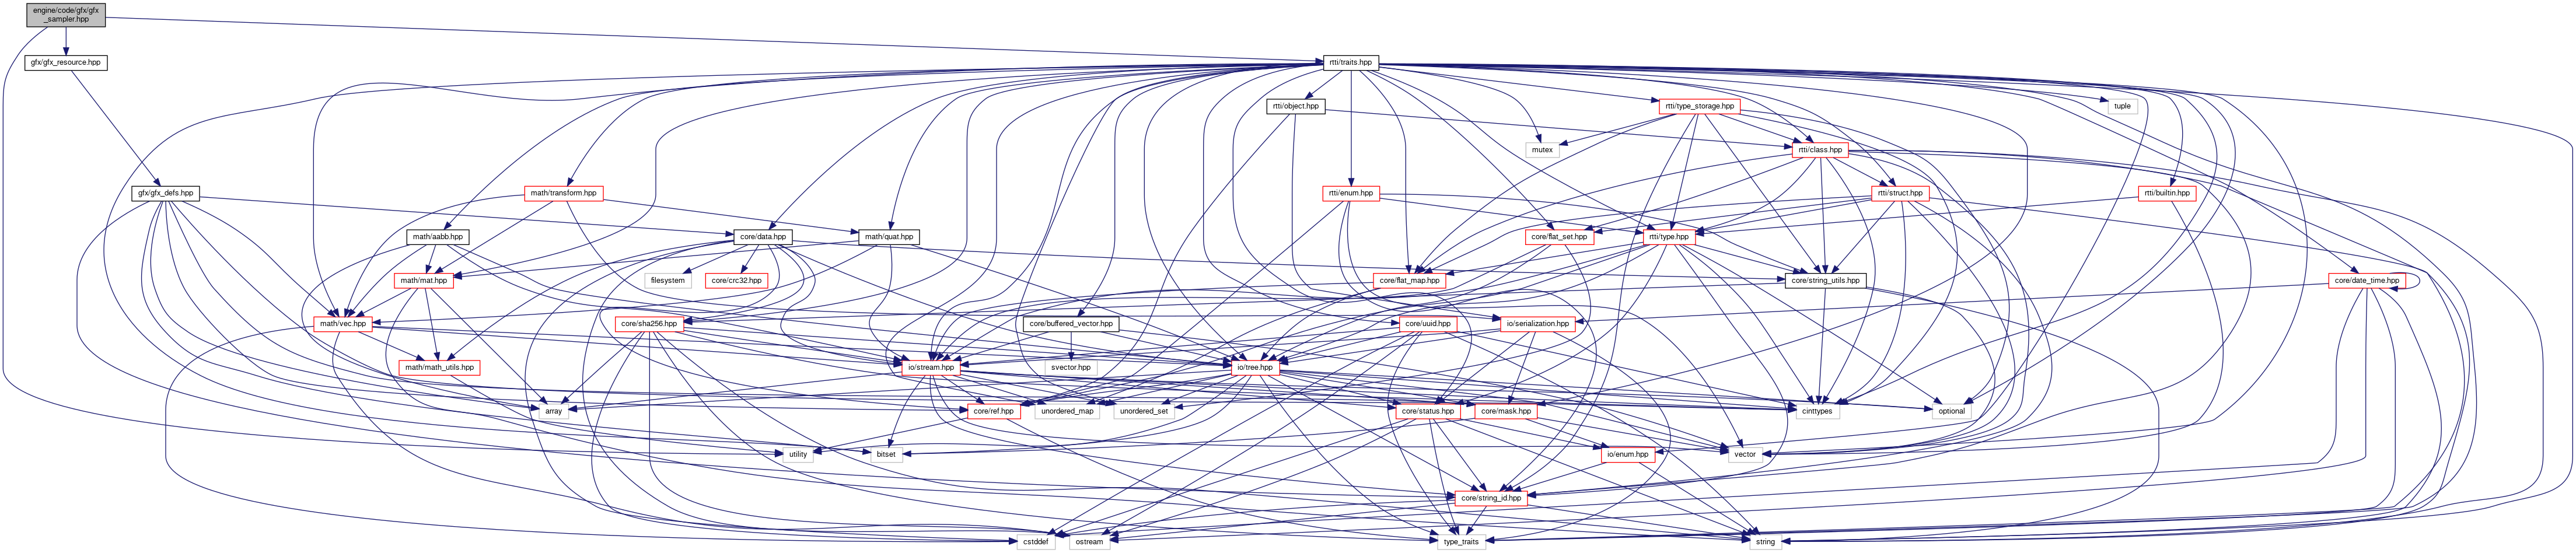 engine/code/gfx/gfx
_sampler.hpp
gfx/gfx_resource.hpp
rtti/traits.hpp
rtti/object.hpp
rtti/type_storage.hpp
tuple
mutex
rtti/class.hpp
gfx/gfx_defs.hpp
math/transform.hpp
rtti/enum.hpp
rtti/struct.hpp
rtti/builtin.hpp
math/aabb.hpp
core/data.hpp
math/quat.hpp
core/flat_set.hpp
rtti/type.hpp
math/mat.hpp
filesystem
core/crc32.hpp
core/flat_map.hpp
core/string_utils.hpp
core/date_time.hpp
math/vec.hpp
core/sha256.hpp
core/buffered_vector.hpp
core/uuid.hpp
io/serialization.hpp
math/math_utils.hpp
io/stream.hpp
svector.hpp
io/tree.hpp
array
core/ref.hpp
unordered_map
unordered_set
core/status.hpp
core/mask.hpp
cinttypes
optional
utility
bitset
io/enum.hpp
vector
core/string_id.hpp
cstddef
ostream
type_traits
string